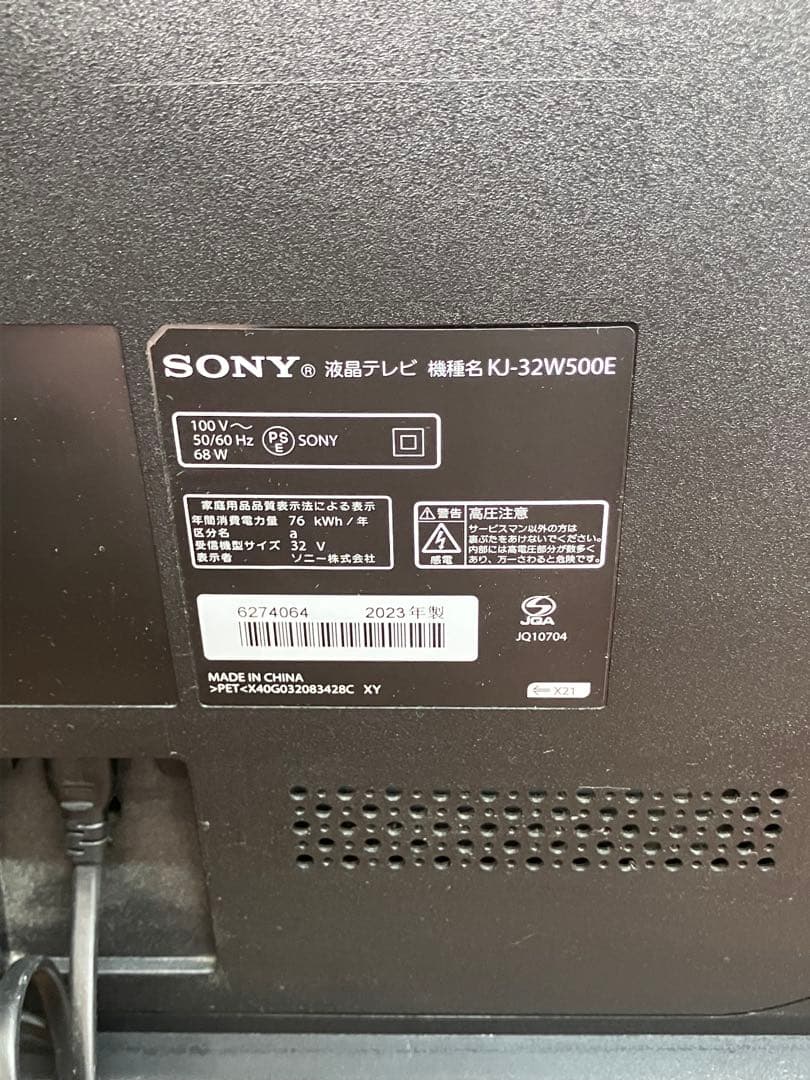 SONY® 液晶テレビ 機種名 KJ-32W500E
100 V～
50/60 Hz PSE SONY
68 W
家庭用品品質表示法による表示
年間消費電力量 76 kWh/年
区分名 a
受信機型サイズ 32 V
表示者 ソニー株式会社
⚠警告 高圧注意
サービスマン以外の方は
裏ぶたをあけないでください。
内部には高電圧部分が数多く
あり、万一さわると危険です。
感電
6274064 2023年製
JQA
JQ10704
MADE IN CHINA
>PET<X40G032083428C XY
X21